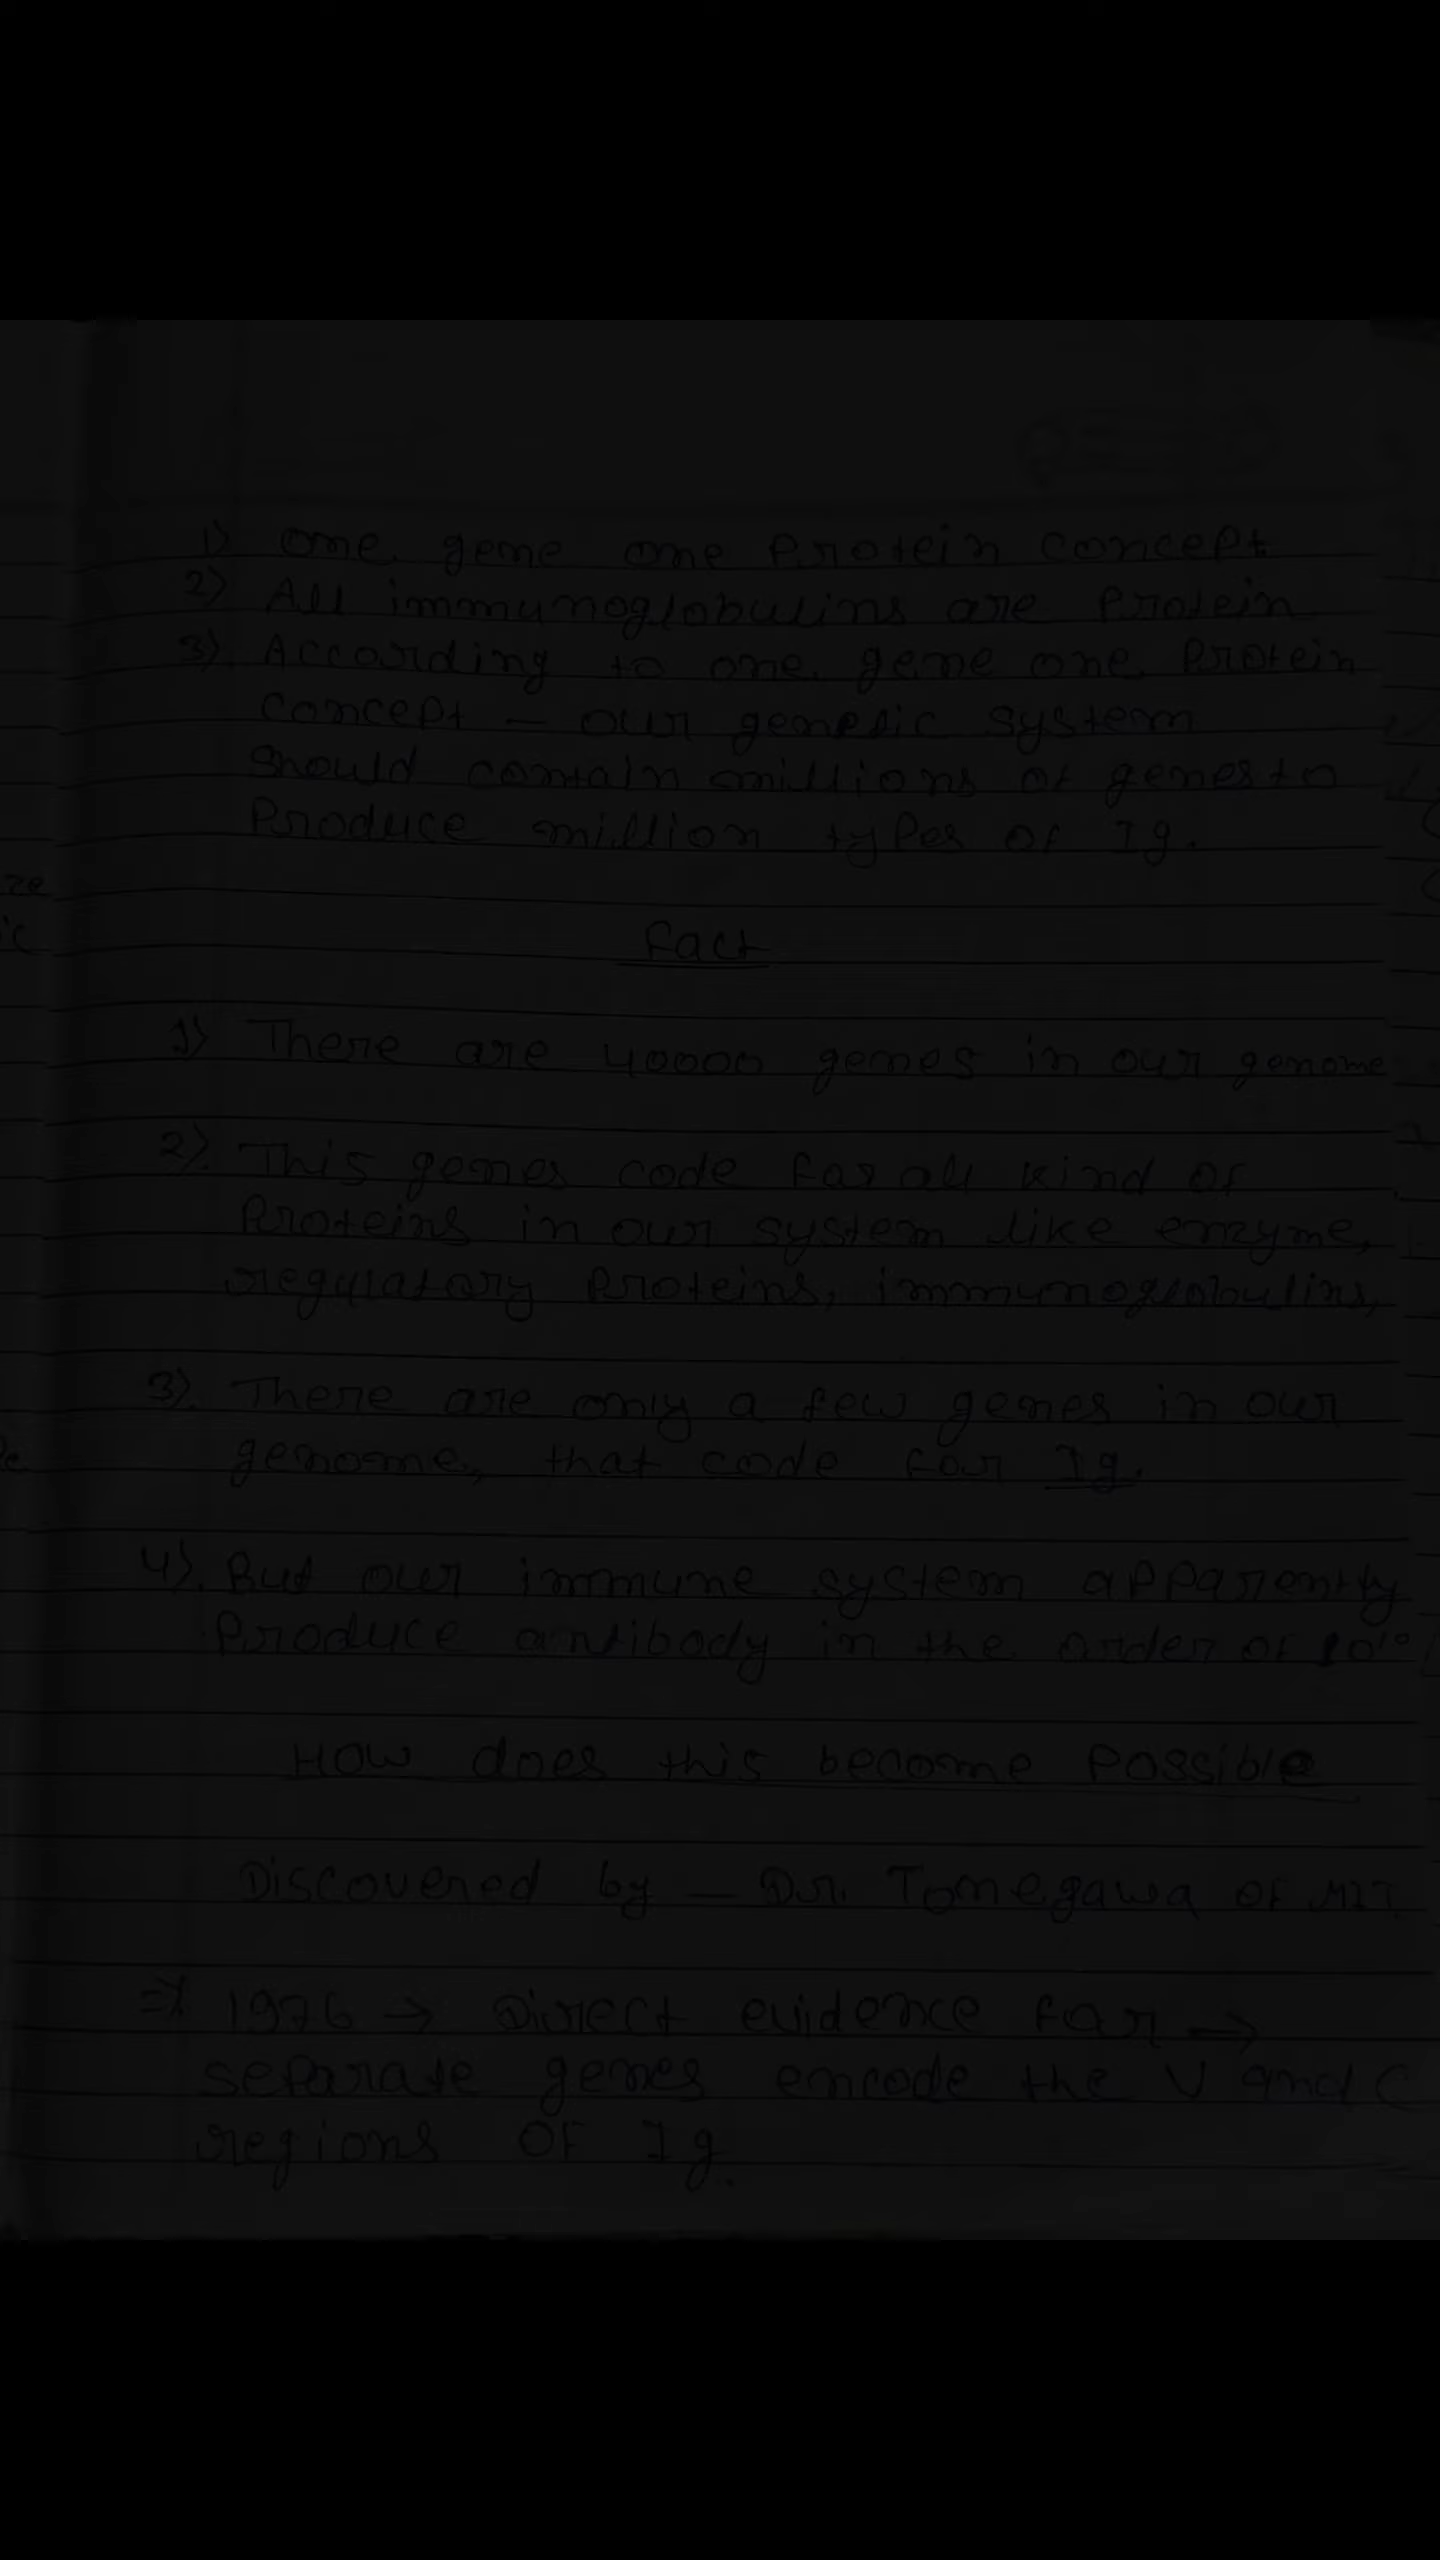 1) one gene one Protein Concept
2) All immunoglobulins are Protein
3) According to one gene one Protein
Concept - our genetic system
Should contain millions of genes to
Produce million types of Ig.
ze
ic
Fact
1) There are 40000 genes in our genome
2). This genes code for all kind of
Proteins in our system like enzyme,
regulatory Proteins, immunoglobulins,
3). There are only a few genes in our
genome, that code for Ig.
4). But our immune system apparently
Produce antibody in the order of 10¹⁰
How does this become Possible
Discovered by - Dr. Tonegawa of MIT
=> 1976 → Direct evidence for →
separate genes encode the V and C
regions OF Ig.